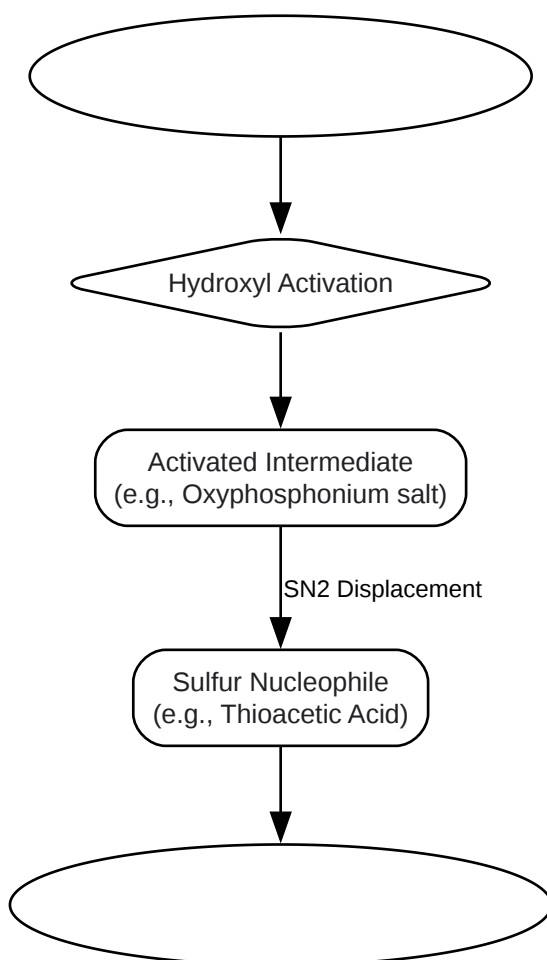 Hydroxyl Activation
Activated Intermediate
(e.g., Oxyphosphonium salt)
SN2 Displacement
Sulfur Nucleophile
(e.g., Thioacetic Acid)